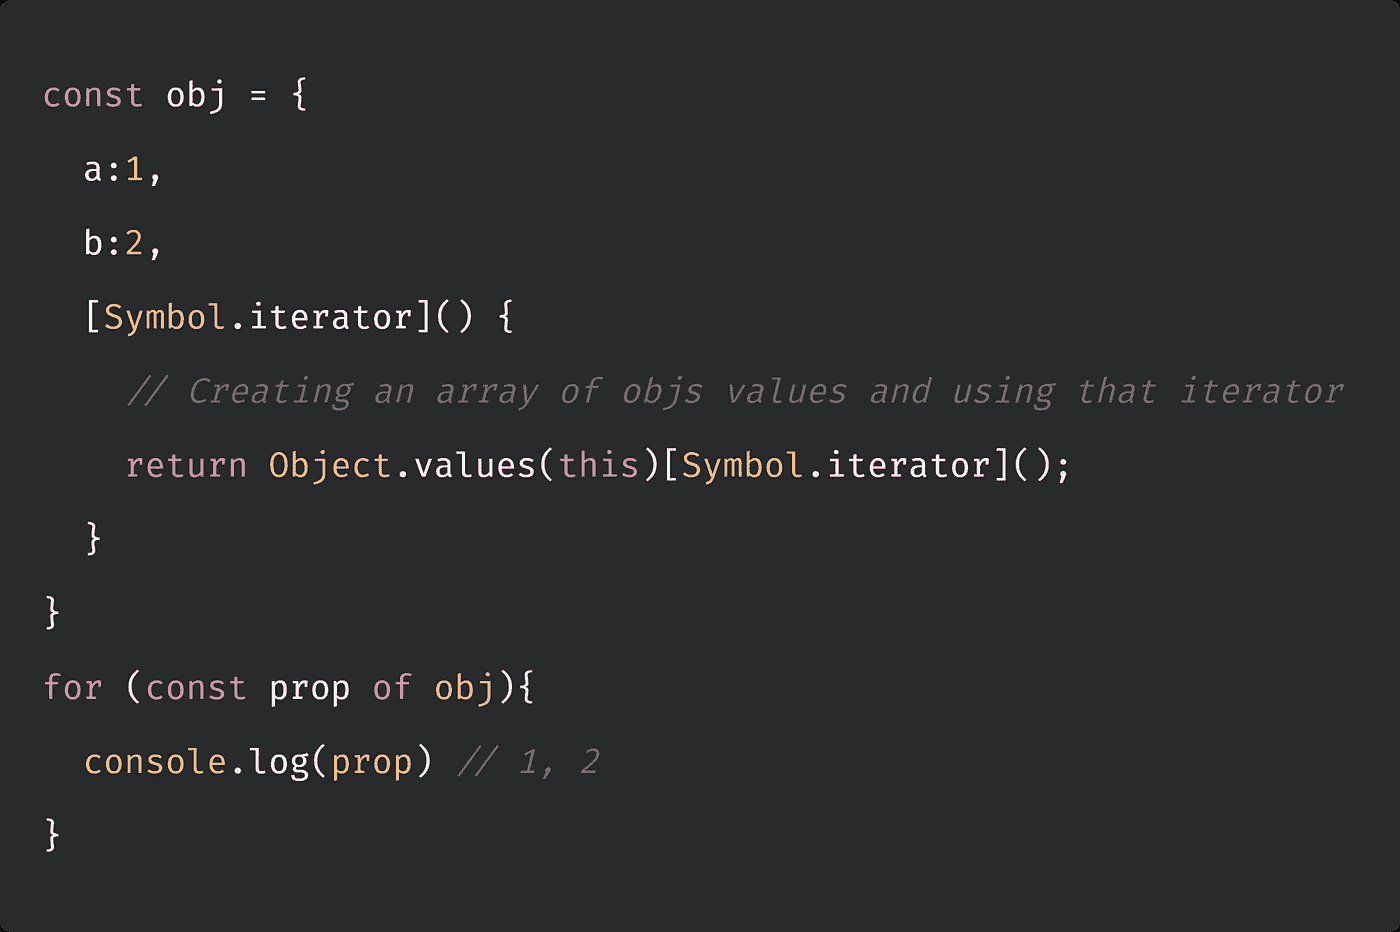 const obj = {
  a:1,
  b:2,
  [Symbol.iterator]() {
    // Creating an array of objs values and using that iterator
    return Object.values(this)[Symbol.iterator]();
  }
}
for (const prop of obj){
  console.log(prop) // 1, 2
}